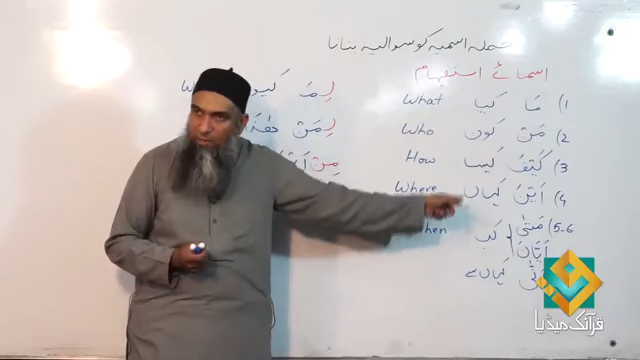 جملہ اسمیہ کو سوالیہ بنانا
اسمائے استفہام
1) مَا کیا What
2) مَنْ کون Who
3) کَیْفَ کیسا How
4) اَیْنَ کہاں Where
5-6) مَتٰی اَیَّانَ کب When
کہاں سے
لِمَ کیوں
لِمَنْ
مِنْ
قرآنک میڈیا